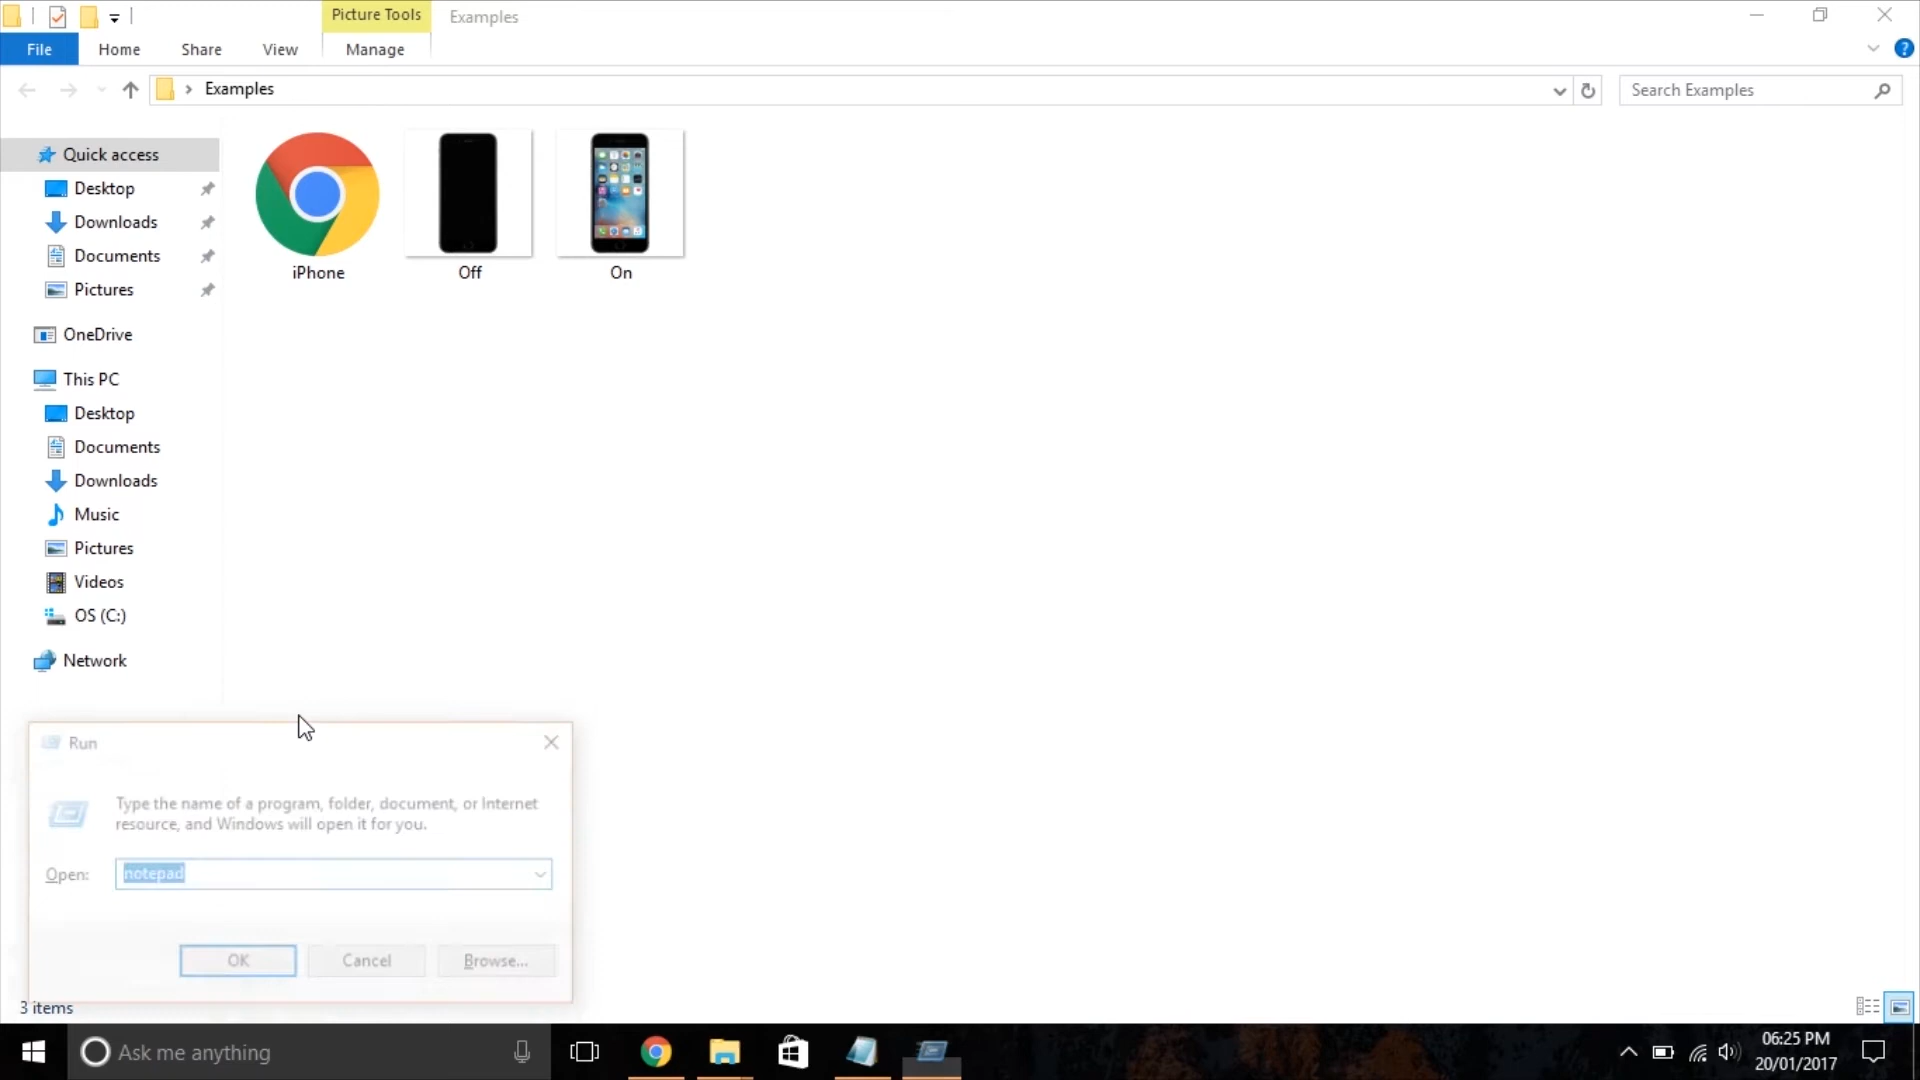 Picture Tools
Examples
File
Home
Share
View
Manage
Examples
Search Examples
Quick access
Desktop
Downloads
Documents
Pictures
OneDrive
This PC
Desktop
Documents
Downloads
Music
Pictures
Videos
OS (C:)
Network
iPhone
Off
On
Run
Type the name of a program, folder, document, or Internet
resource, and Windows will open it for you.
Open:
notepad
OK
Cancel
Browse...
3 items
Ask me anything
06:25 PM
20/01/2017